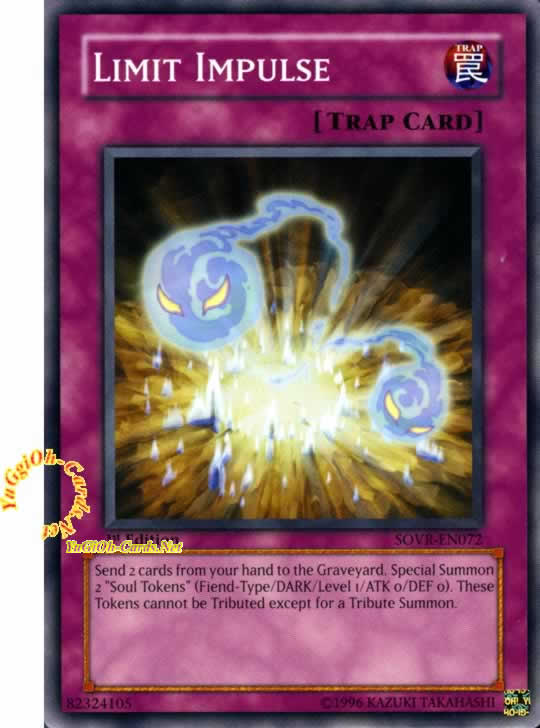 LIMIT IMPULSE
TRAP
罠
[TRAP CARD]
1st Edition
SOVR-EN072
YuGiOh-Cards.Net
YuGiOh-Cards.Net
Send 2 cards from your hand to the Graveyard. Special Summon
2 "Soul Tokens" (Fiend-Type/DARK/Level 1/ATK 0/DEF 0). These
Tokens cannot be Tributed except for a Tribute Summon.
82324105
©1996 KAZUKI TAKAHASHI